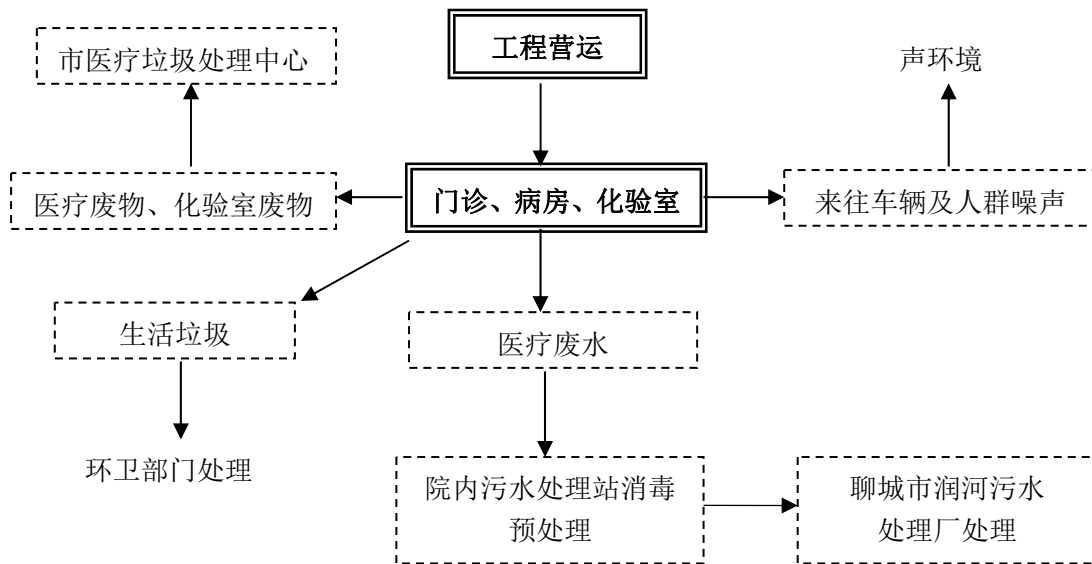 市医疗垃圾处理中心
工程营运
声环境
医疗废物、化验室废物
门诊、病房、化验室
来往车辆及人群噪声
生活垃圾
医疗废水
环卫部门处理
院内污水处理站消毒
预处理
聊城市润河污水
处理厂处理